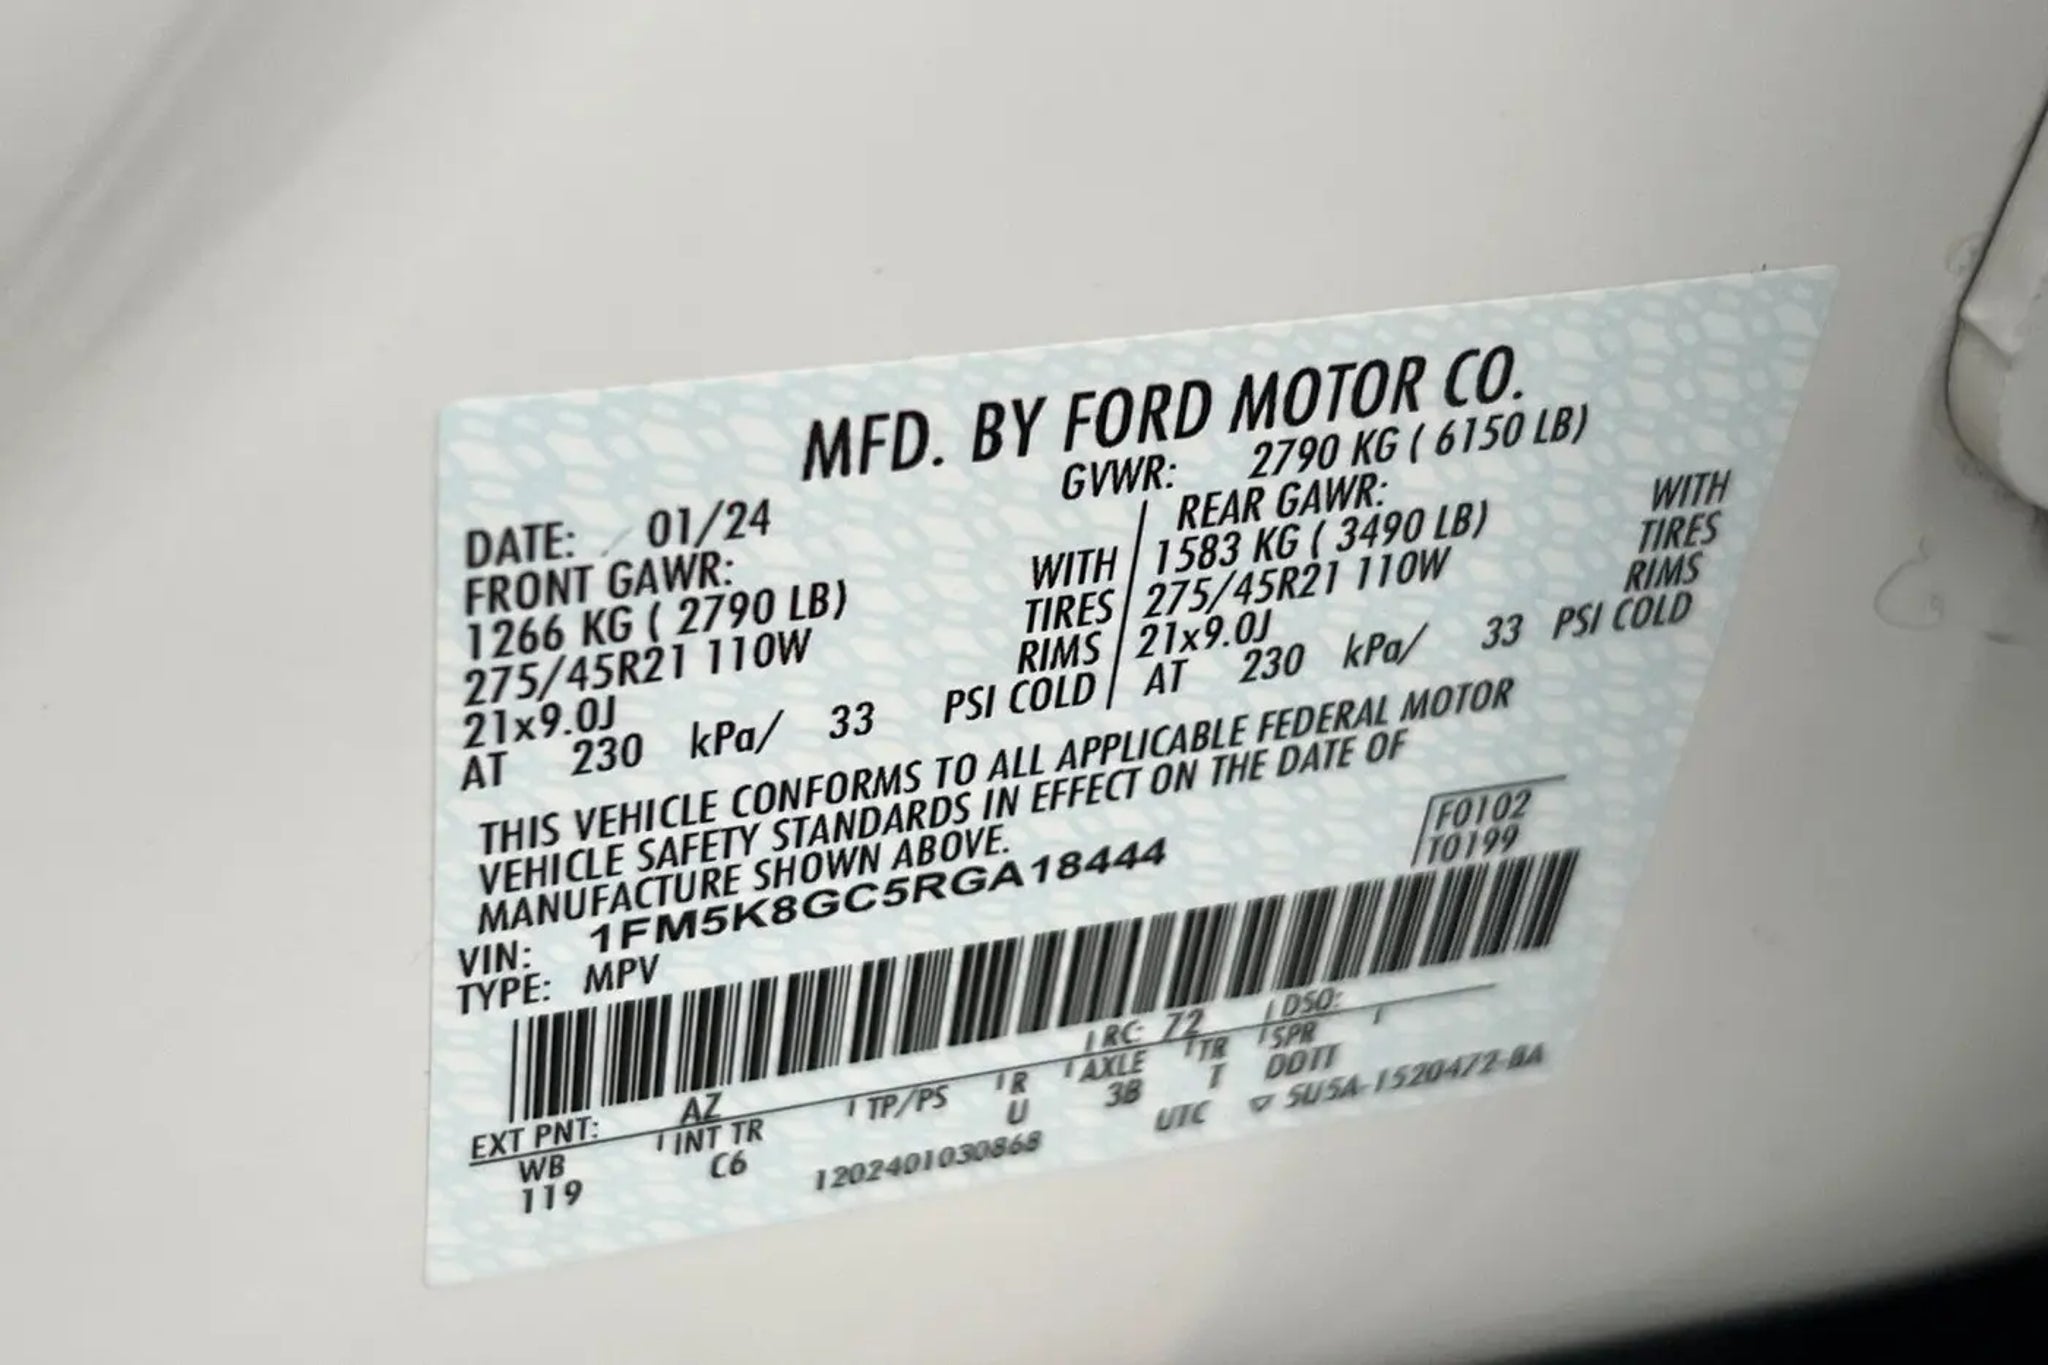 MFD. BY FORD MOTOR CO.
DATE: 01/24 GVWR: 2790 KG ( 6150 LB)
FRONT GAWR: REAR GAWR:
1266 KG ( 2790 LB) WITH 1583 KG ( 3490 LB) WITH
275/45R21 110W TIRES 275/45R21 110W TIRES
21x9.0J RIMS 21x9.0J RIMS
AT 230 kPa/ 33 PSI COLD AT 230 kPa/ 33 PSI COLD
THIS VEHICLE CONFORMS TO ALL APPLICABLE FEDERAL MOTOR
VEHICLE SAFETY STANDARDS IN EFFECT ON THE DATE OF
MANUFACTURE SHOWN ABOVE.
F0102
T0199
VIN: 1FM5K8GC5RGA18444
TYPE: MPV
EXT PNT: AZ RC: 72 DSO:
WB INT TR TP/PS R AXLE TR SPR
119 C6 U 3B T DDTT
1202401030868 UTC ▽ 5U5A-1520472-BA